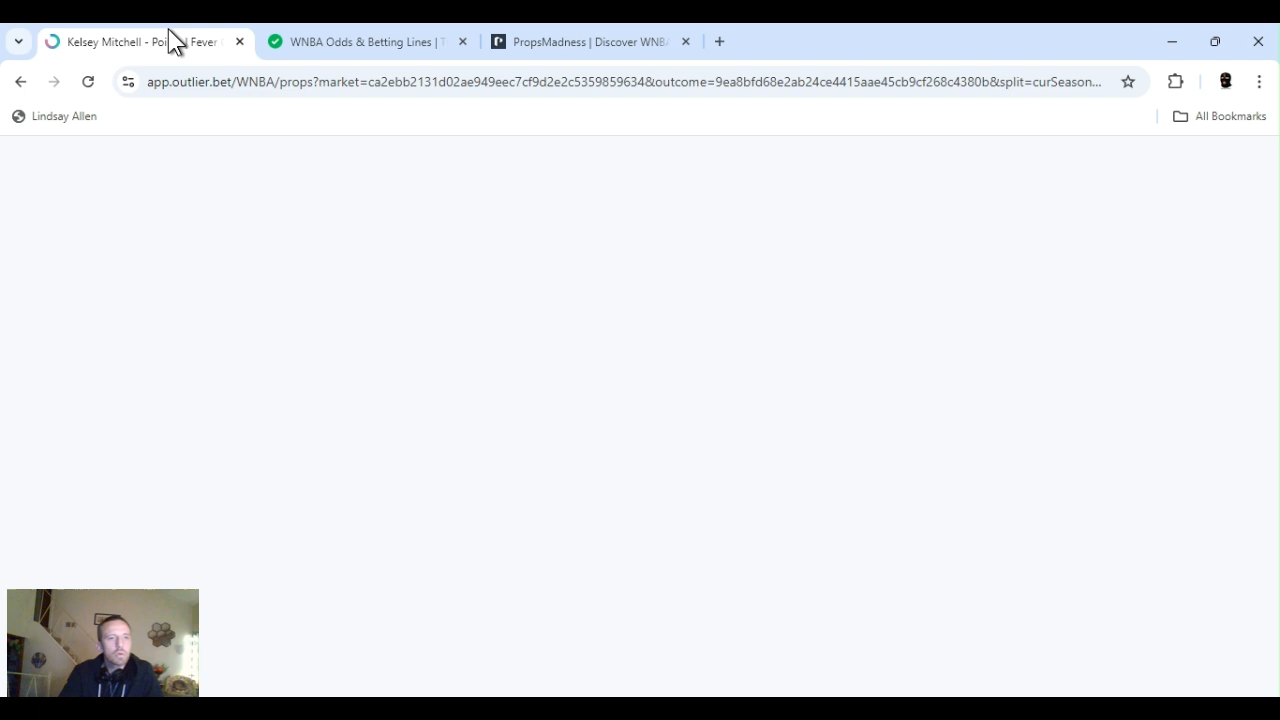 Kelsey Mitchell - Poi
Fever
WNBA Odds & Betting Lines | T
PropsMadness | Discover WNBA
app.outlier.bet/WNBA/props?market=ca2ebb2131d02ae949eec7cf9d2e2c5359859634&outcome=9ea8bfd68e2ab24ce4415aae45cb9cf268c4380b&split=curSeason...
Lindsay Allen
All Bookmarks